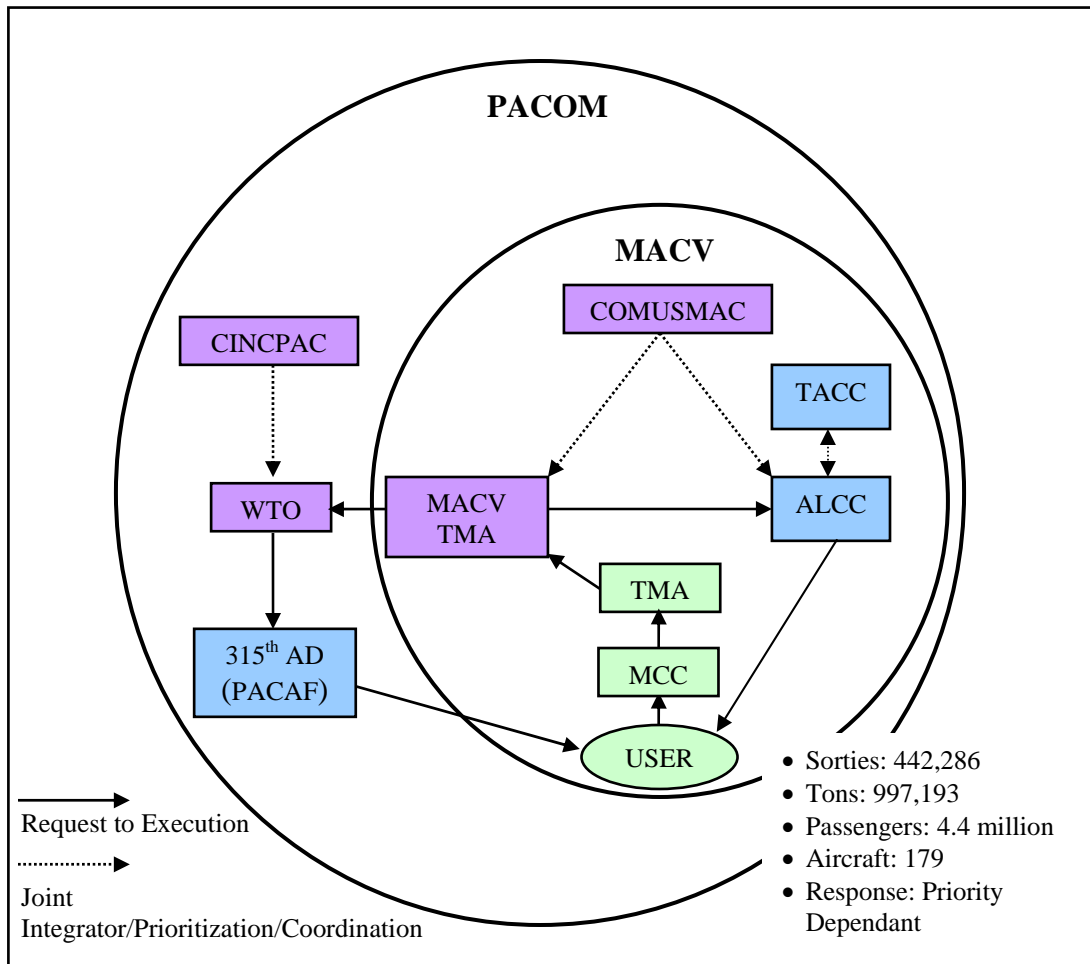 PACOM
MACV
COMUSMAC
CINCPAC
TACC
WTO
MACV
TMA
ALCC
TMA
315th AD
(PACAF)
MCC
USER
• Sorties: 442,286
• Tons: 997,193
• Passengers: 4.4 million
• Aircraft: 179
• Response: Priority
Dependant
Request to Execution
Joint
Integrator/Prioritization/Coordination